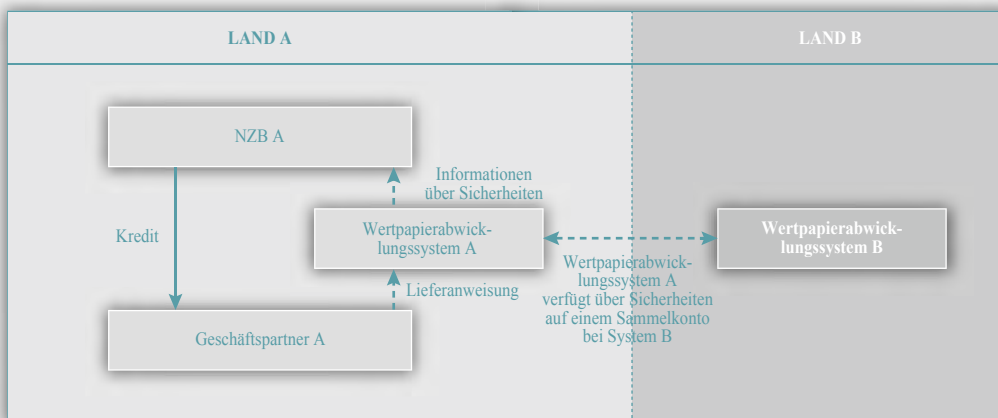 LAND A
LAND B
NZB A
Informationen
über Sicherheiten
Wertpapierabwick-
lungssystem A
Wertpapierabwick-
lungssystem B
Kredit
Wertpapierabwick-
lungssystem A
verfügt über Sicherheiten
auf einem Sammelkonto
bei System B
Lieferanweisung
Geschäftspartner A